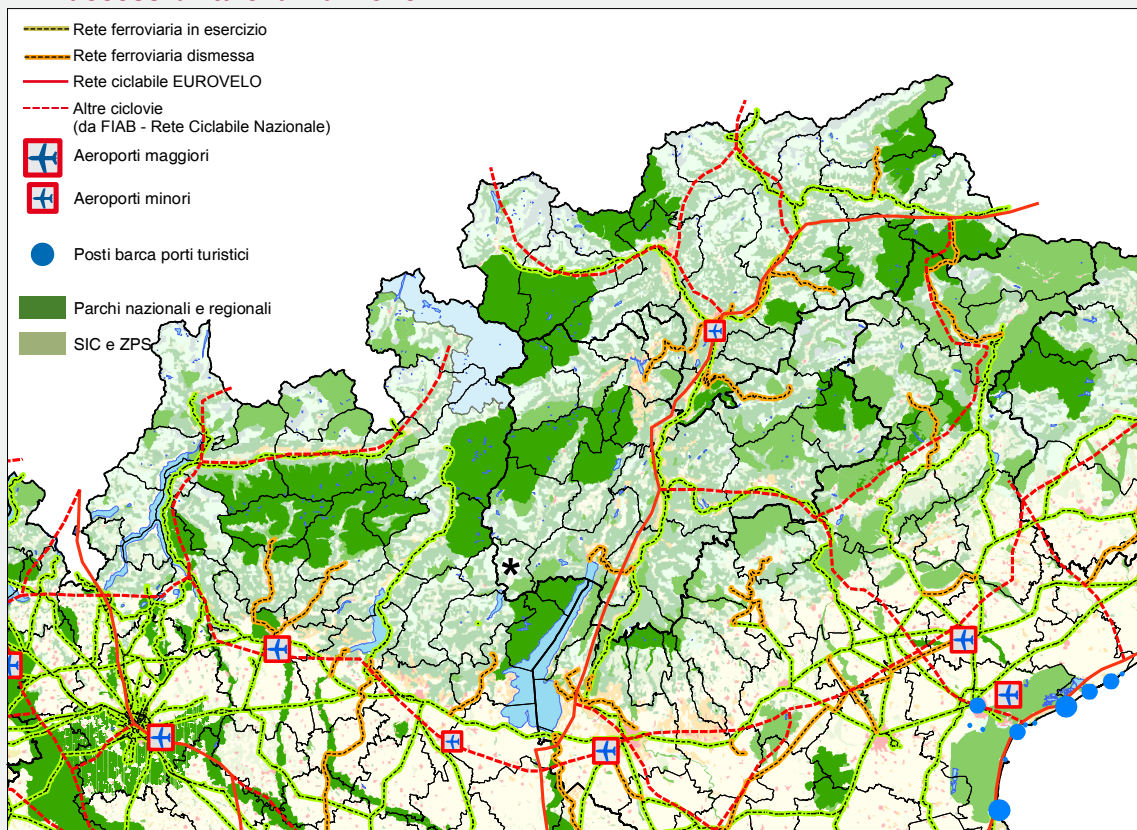 Rete ferroviaria in esercizio
Rete ferroviaria dismessa
Rete ciclabile EUROVELO
Altre ciclovie
(da FIAB - Rete Ciclabile Nazionale)
Aeroporti maggiori
Aeroporti minori
Posti barca porti turistici
Parchi nazionali e regionali
SIC e ZPS
*